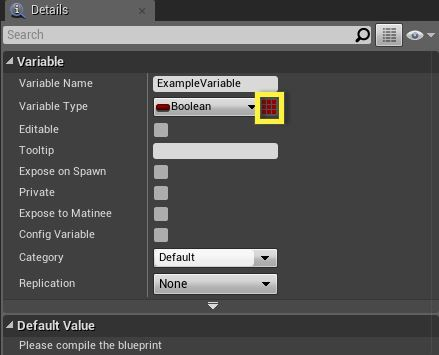 Details
Search
Variable
Variable Name ExampleVariable
Variable Type Boolean
Editable
Tooltip
Expose on Spawn
Private
Expose to Matinee
Config Variable
Category Default
Replication None
Default Value
Please compile the blueprint